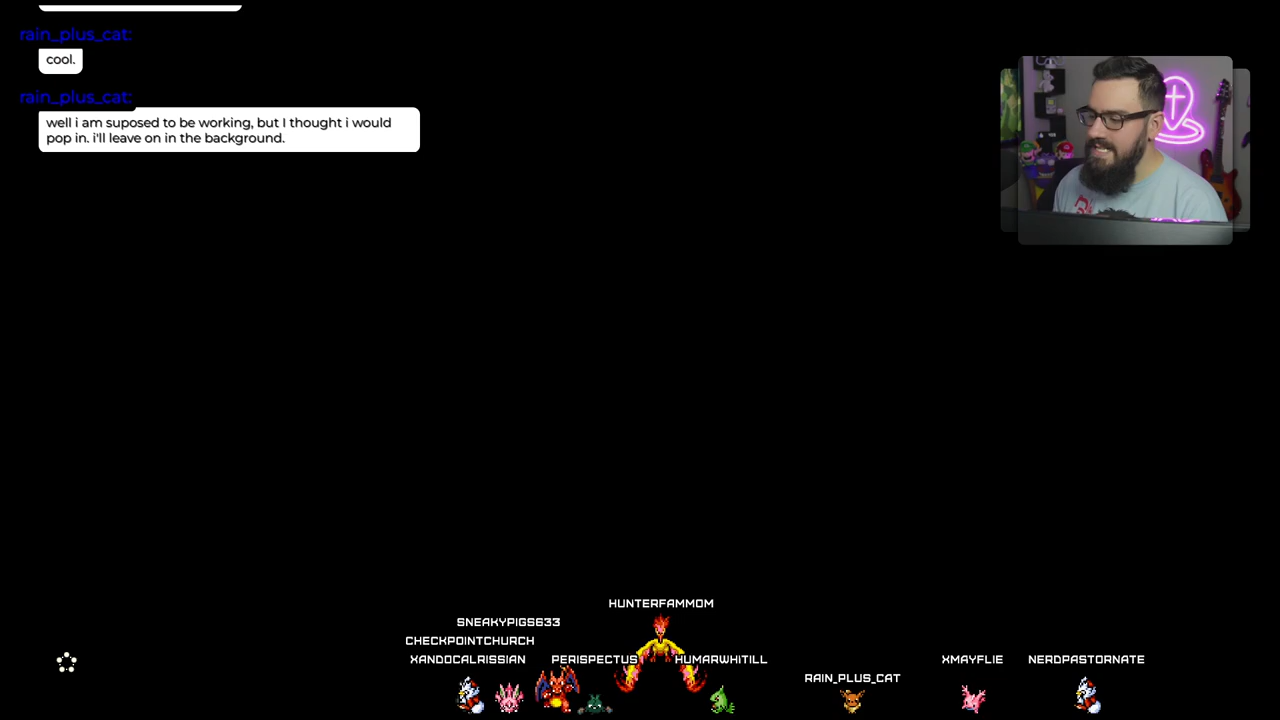 rain_plus_cat:
cool.
rain_plus_cat:
well i am suposed to be working, but I thought i would
pop in. i'll leave on in the background.
HUNTERFAMMOM
SNEAKYPIGS633
CHECKPOINTCHURCH
XANDOCALRISSIAN
PERISPECTUS
HUMARWHITILL
RAIN_PLUS_CAT
XMAYFLIE
NERDPASTORNATE